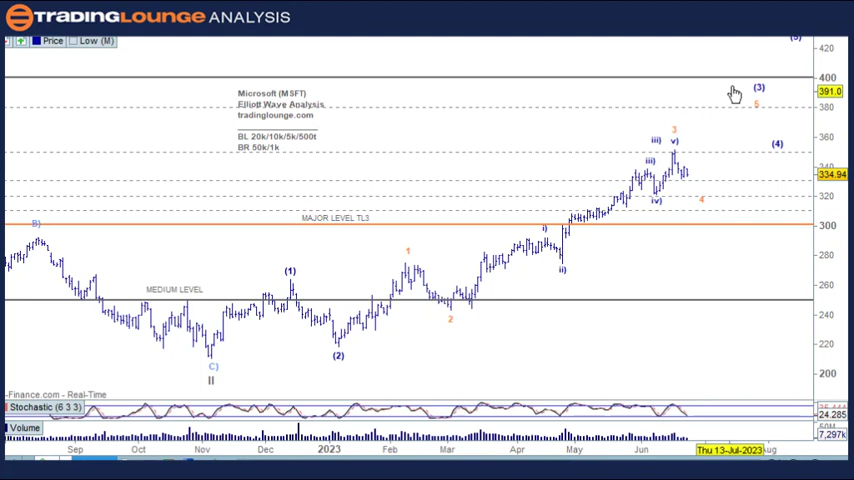 TRADINGLOUNGE ANALYSIS
Price Low (M)
(5)
420
Microsoft (MSFT)
Elliott Wave Analysis
tradinglounge.com
BL 20k/10k/5k/500t
BR 50k/1k
400
(3)
391.0
5
380
3
360
iii) v)
(4)
iii)
340
334.94
iv)
4
320
MAJOR LEVEL TL3
300
B)
i)
1
280
(1)
ii)
MEDIUM LEVEL
260
240
2
220
(2)
C)
II
200
-Finance.com - Real-Time
Stochastic (6 3 3)
24.285
Volume
7,297k
Sep Oct Nov Dec 2023 Feb Mar Apr May Jun Thu 13-Jul-2023 Aug